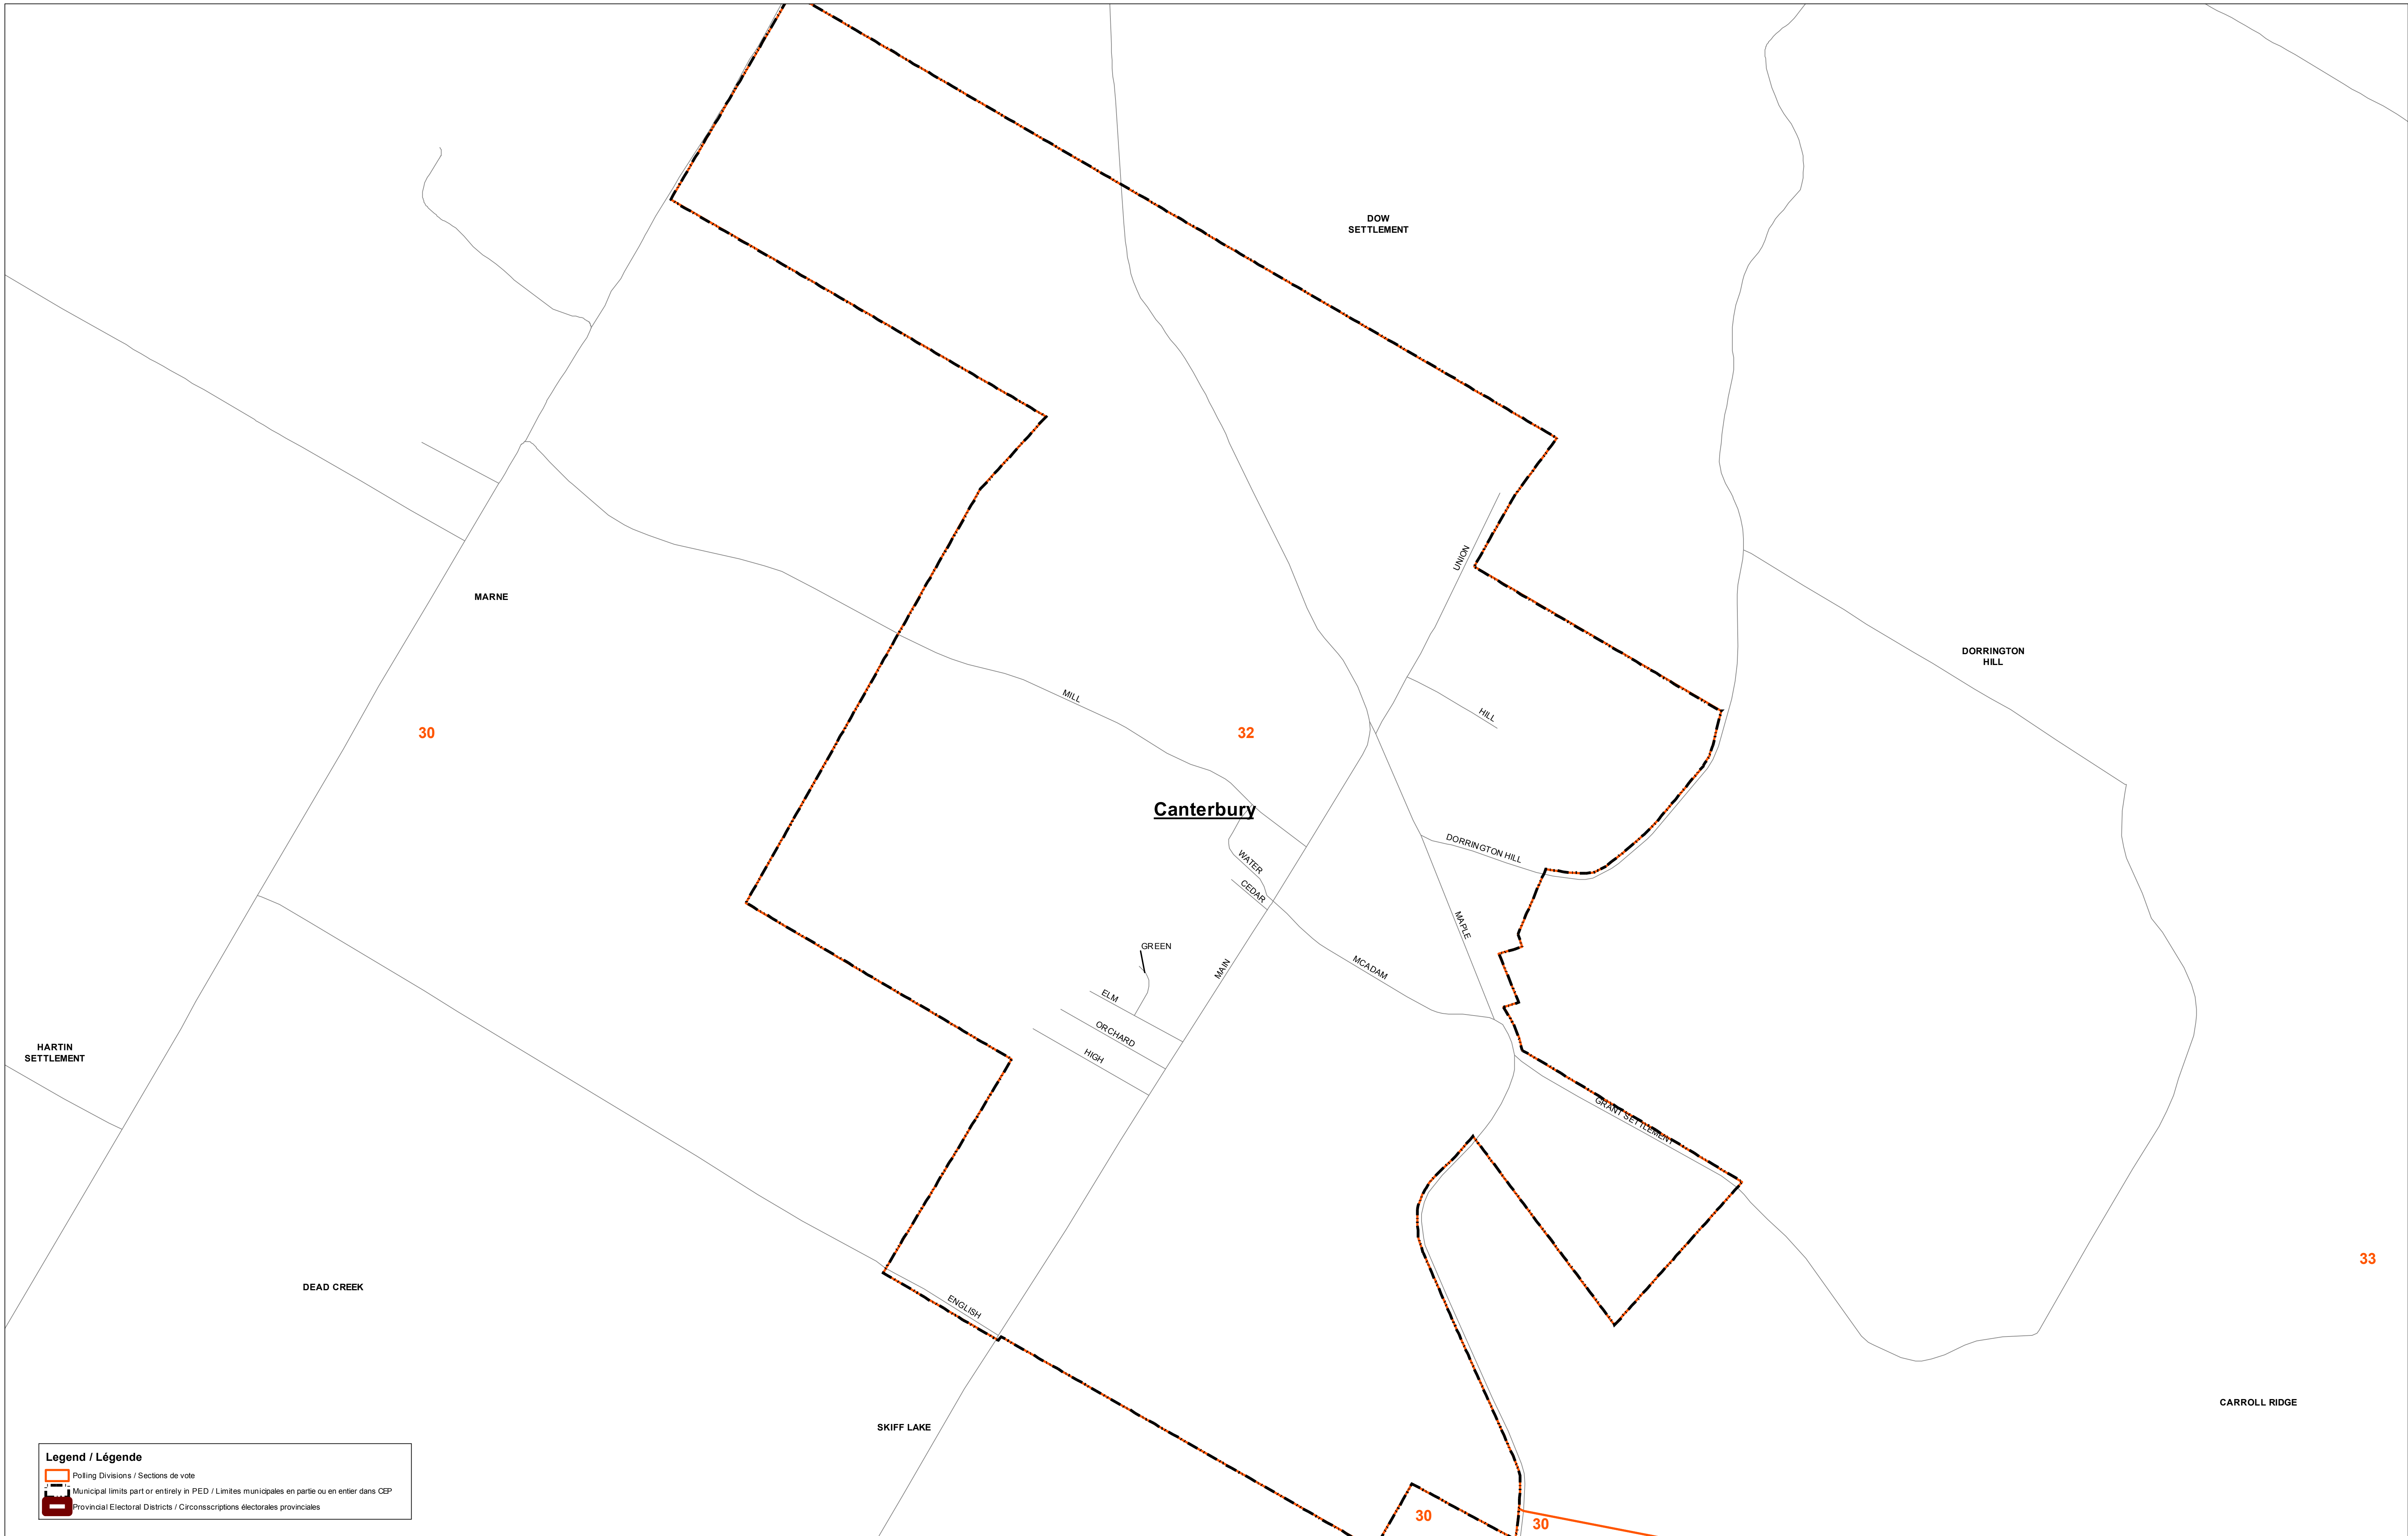 DOW
SETTLEMENT
UNION
MARNE
DORRINGTON
HILL
MILL
HILL
30
32
Canterbury
DORRINGTON HILL
WATER
CEDAR
MAPLE
GREEN
MAIN
MCADAM
ELM
ORCHARD
HIGH
HARTIN
SETTLEMENT
GRANT SETTLEMENT
33
DEAD CREEK
ENGLISH
CARROLL RIDGE
SKIFF LAKE
Legend / Légende
Polling Divisions / Sections de vote
Municipal limits part or entirely in PED / Limites municipales en partie ou en entier dans CEP
Provincial Electoral Districts / Circonsscriptions électorales provinciales
30
30